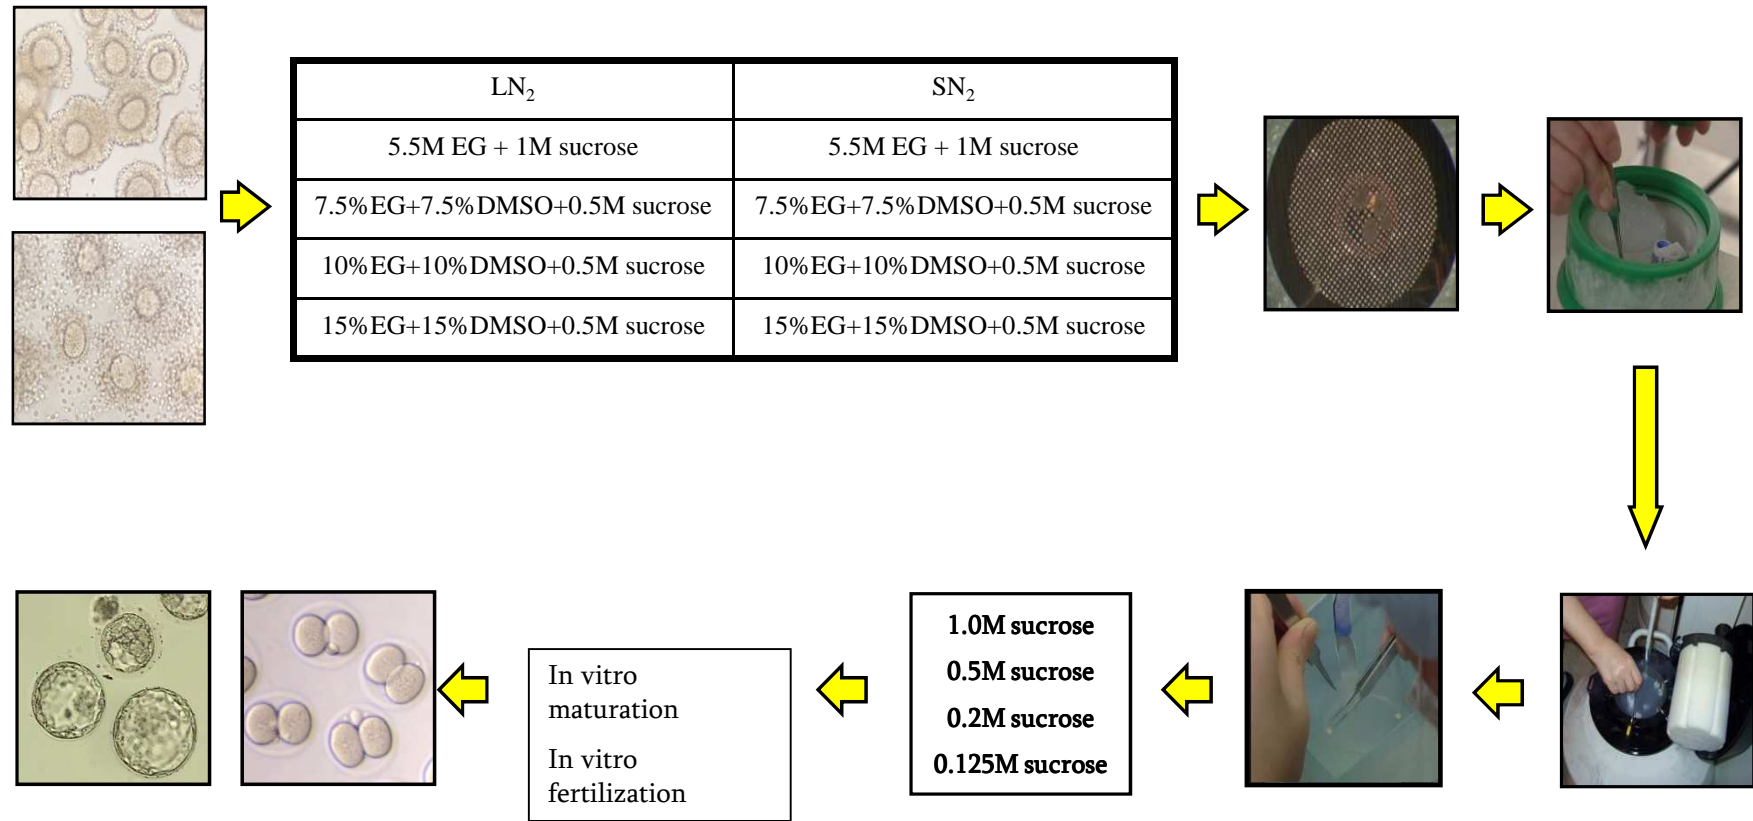 LN₂
SN₂
5.5M EG + 1M sucrose
5.5M EG + 1M sucrose
7.5%EG+7.5%DMSO+0.5M sucrose
7.5%EG+7.5%DMSO+0.5M sucrose
10%EG+10%DMSO+0.5M sucrose
10%EG+10%DMSO+0.5M sucrose
15%EG+15%DMSO+0.5M sucrose
15%EG+15%DMSO+0.5M sucrose
1.0M sucrose
0.5M sucrose
0.2M sucrose
0.125M sucrose
In vitro
maturation
In vitro
fertilization